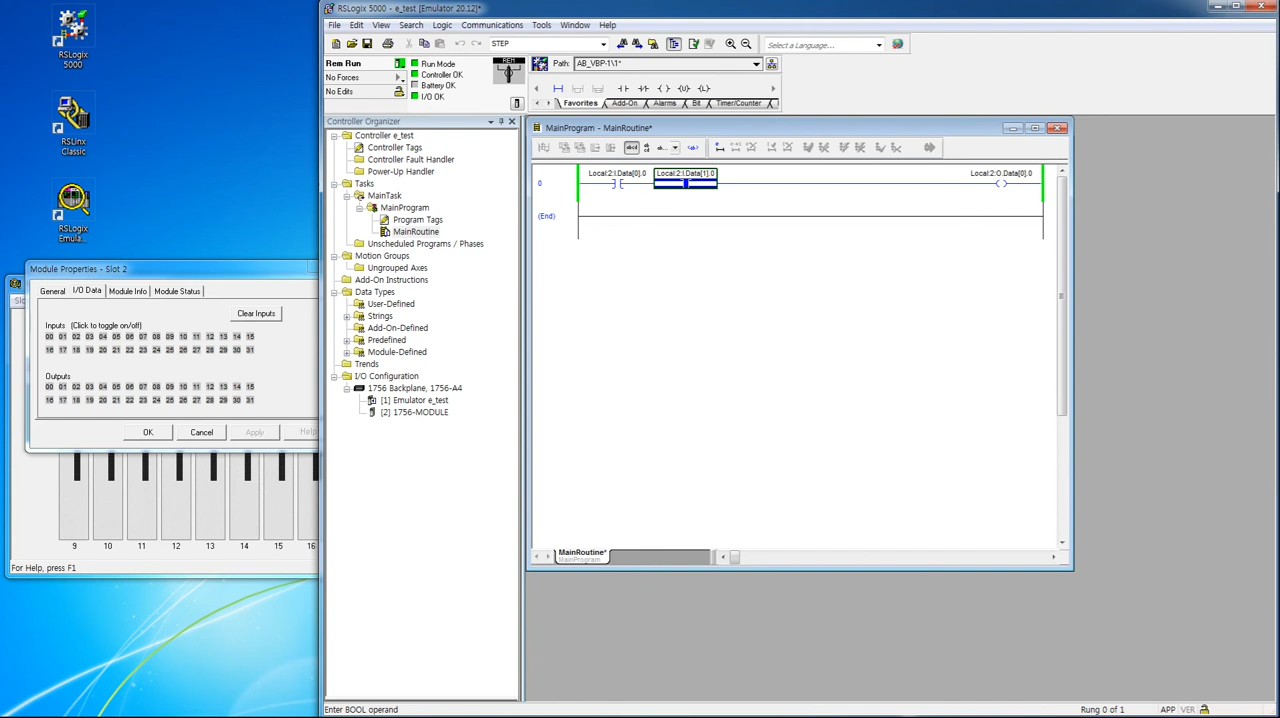 RSLogix
5000
RSLinx
Classic
RSLogix
Emula...
RSLogix 5000 - e_test [Emulator 20.12]*
File Edit View Search Logic Communications Tools Window Help
STEP
Select a Language...
Rem Run
No Forces
No Edits
Run Mode
Controller OK
Battery OK
I/O OK
REM
Path: AB_VBP-1\1*
Favorites Add-On Alarms Bit Timer/Counter
Controller Organizer
Controller e_test
Controller Tags
Controller Fault Handler
Power-Up Handler
Tasks
MainTask
MainProgram
Program Tags
MainRoutine
Unscheduled Programs / Phases
Motion Groups
Ungrouped Axes
Add-On Instructions
Data Types
User-Defined
Strings
Add-On-Defined
Predefined
Module-Defined
Trends
I/O Configuration
1756 Backplane, 1756-A4
[1] Emulator e_test
[2] 1756-MODULE
MainProgram - MainRoutine*
Local:2:I.Data[0].0 Local:2:I.Data[1].0 Local:2:O.Data[0].0
0
(End)
MainRoutine*
MainProgram
Module Properties - Slot 2
General I/O Data Module Info Module Status
Clear Inputs
Inputs (Click to toggle on/off)
00 01 02 03 04 05 06 07 08 09 10 11 12 13 14 15
16 17 18 19 20 21 22 23 24 25 26 27 28 29 30 31
Outputs
00 01 02 03 04 05 06 07 08 09 10 11 12 13 14 15
16 17 18 19 20 21 22 23 24 25 26 27 28 29 30 31
OK Cancel Apply Help
9 10 11 12 13 14 15 16
For Help, press F1
Enter BOOL operand
Rung 0 of 1 APP VER